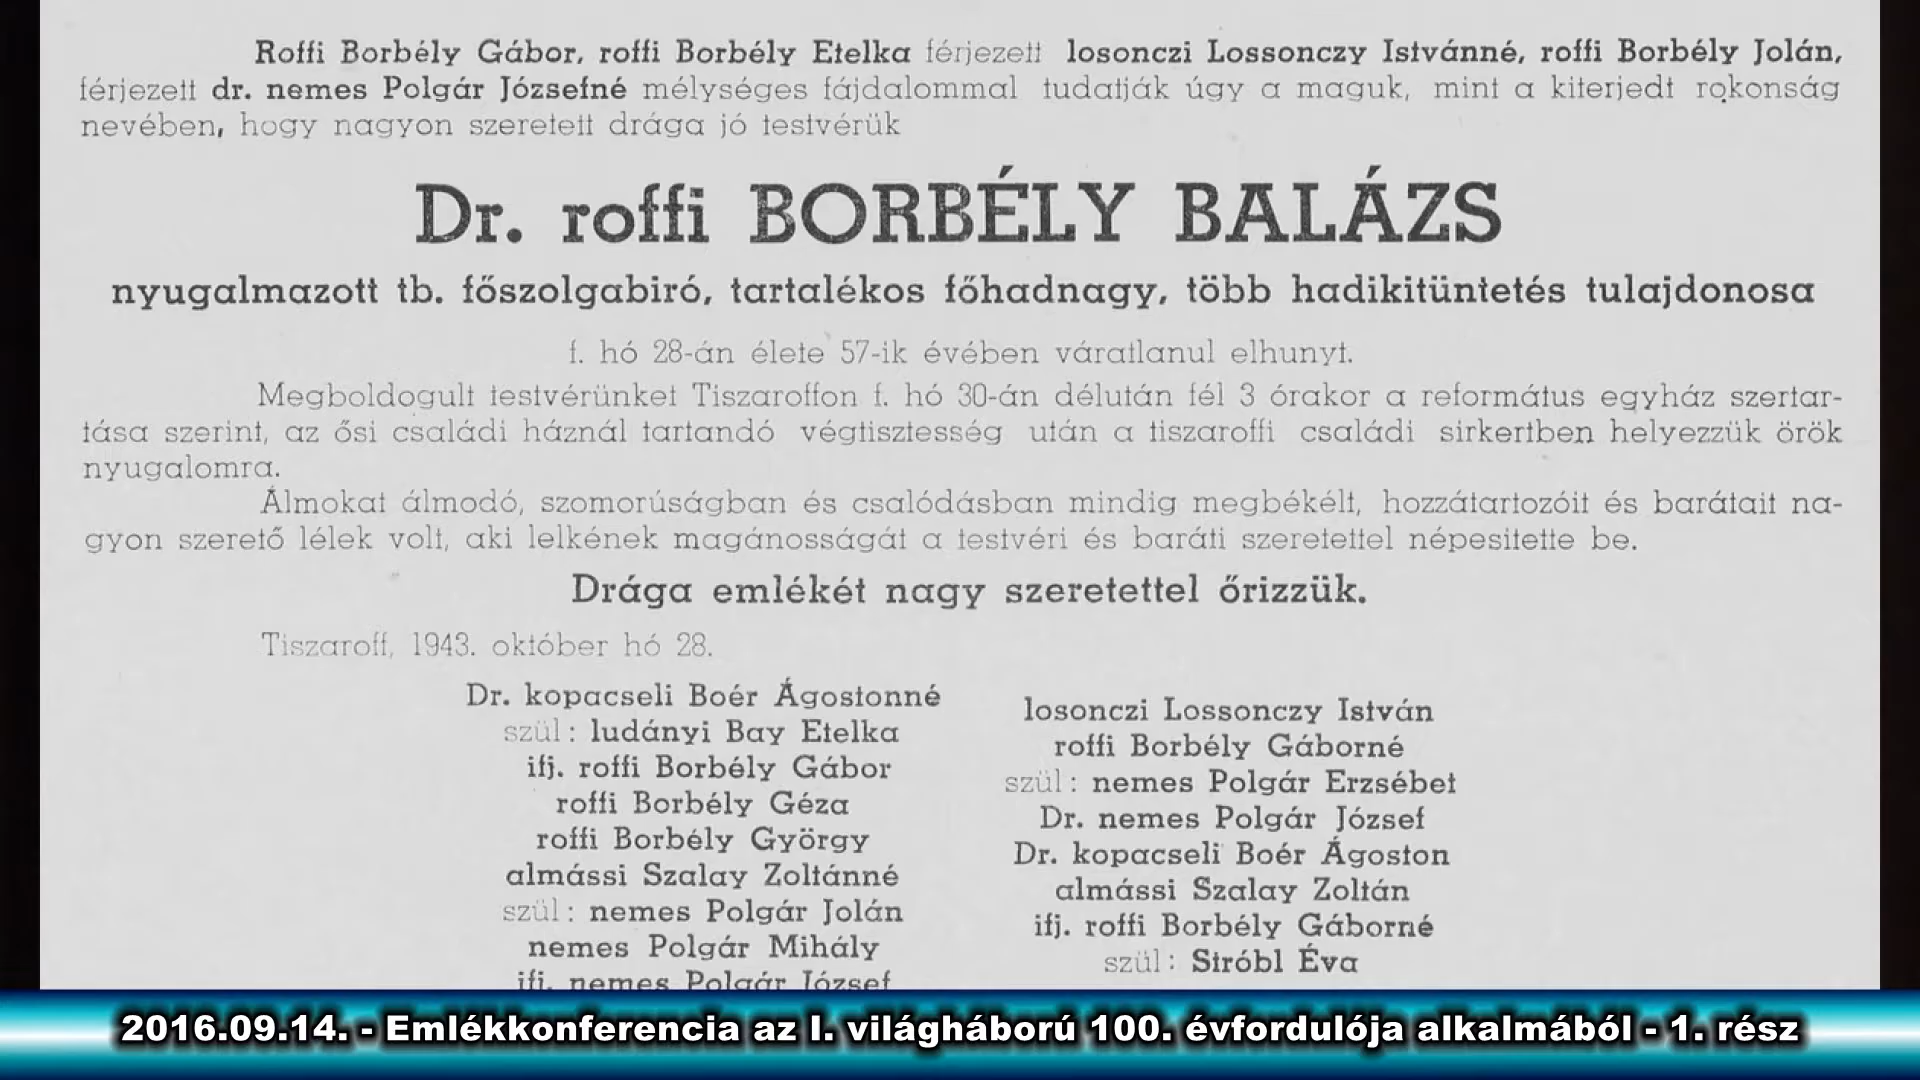 Roffi Borbély Gábor, roffi Borbély Etelka férjezett losonczi Lossonczy Istvánné, roffi Borbély Jolán,
férjezett dr. nemes Polgár Józsefné mélységes fájdalommal tudatják úgy a maguk, mint a kiterjedt rokonság
nevében, hogy nagyon szeretett drága jó testvérük
Dr. roffi BORBÉLY BALÁZS
nyugalmazott tb. főszolgabiró, tartalékos főhadnagy, több hadikitüntetés tulajdonosa
f. hó 28-án élete 57-ik évében váratlanul elhunyt.
Megboldogult testvérünket Tiszaroffon f. hó 30-án délután fél 3 órakor a református egyház szertar-
tása szerint, az ősi családi háznál tartandó végtisztesség után a tiszaroffi családi sirkertben helyezzük örök
nyugalomra.
Álmokat álmodó, szomorúságban és csalódásban mindig megbékélt, hozzátartozóit és barátait na-
gyon szerető lélek volt, aki lelkének magánosságát a testvéri és baráti szeretettel népesitette be.
Drága emlékét nagy szeretettel őrizzük.
Tiszaroff, 1943. október hó 28.
Dr. kopacseli Boér Ágostonné
szül: ludányi Bay Etelka
ifj. roffi Borbély Gábor
roffi Borbély Géza
roffi Borbély György
almássi Szalay Zoltánné
szül: nemes Polgár Jolán
nemes Polgár Mihály
ifj. nemes Polgár József
losonczi Lossonczy István
roffi Borbély Gáborné
szül: nemes Polgár Erzsébet
Dr. nemes Polgár József
Dr. kopacseli Boér Ágoston
almássi Szalay Zoltán
ifj. roffi Borbély Gáborné
szül: Stróbl Éva
2016.09.14. - Emlékkonferencia az I. világháború 100. évfordulója alkalmából - 1. rész